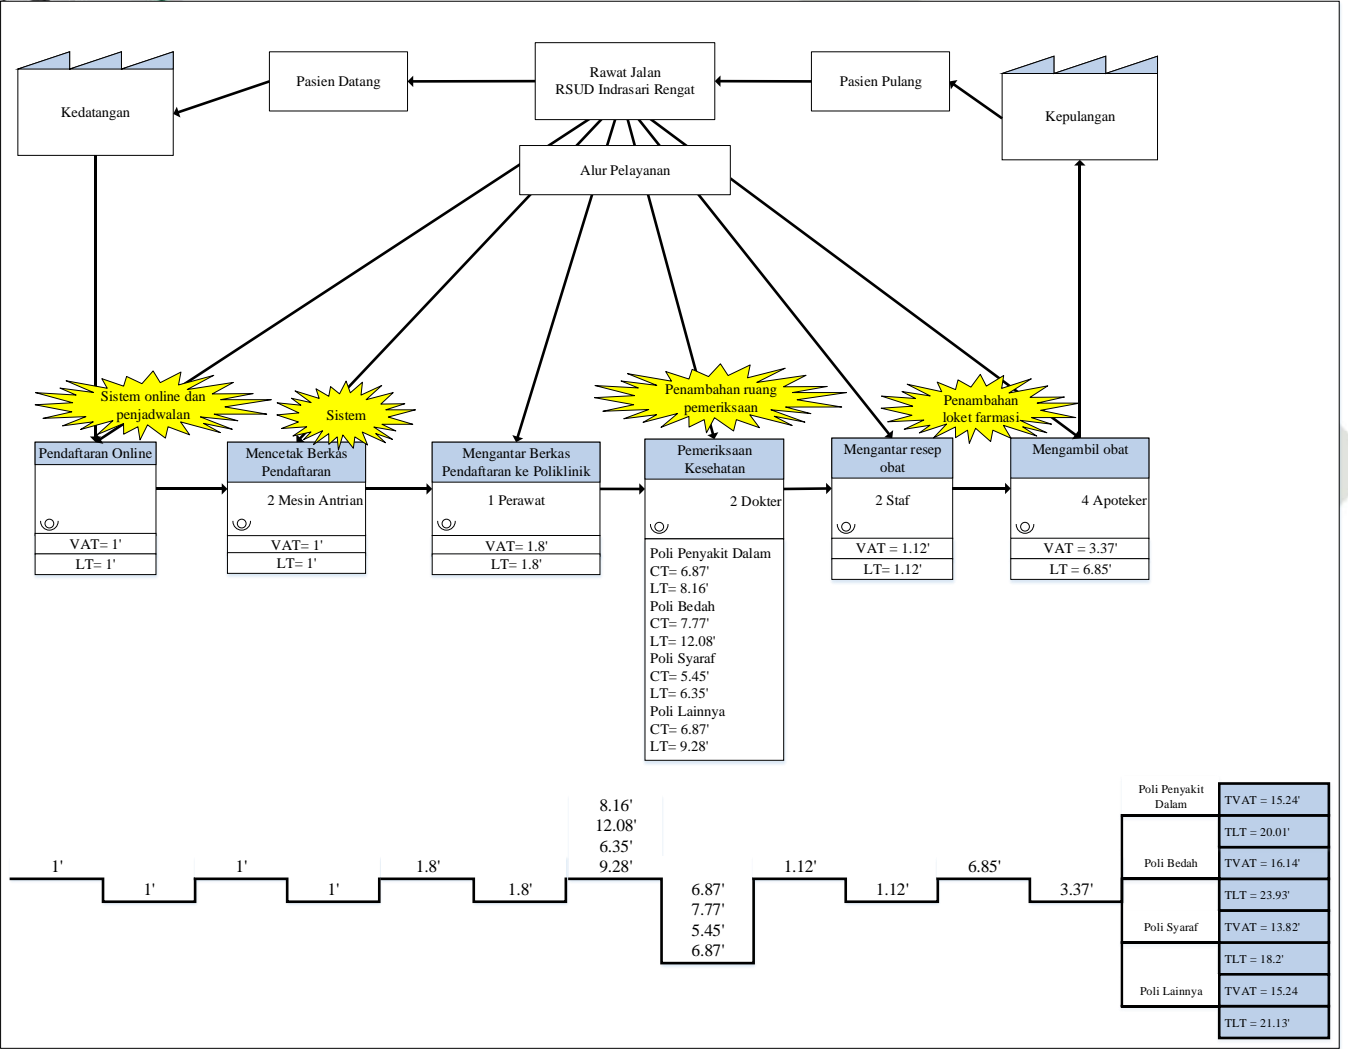 Kedatangan
Pasien Datang
Rawat Jalan
RSUD Indrasari Rengat
Pasien Pulang
Kepulangan
Alur Pelayanan
Sistem online dan
penjadwalan
Sistem
Penambahan ruang
pemeriksaan
Penambahan
loket farmasi
Pendaftaran Online
VAT= 1'
LT= 1'
Mencetak Berkas
Pendaftaran
2 Mesin Antrian
VAT= 1'
LT= 1'
Mengantar Berkas
Pendaftaran ke Poliklinik
1 Perawat
VAT= 1.8'
LT= 1.8'
Pemeriksaan
Kesehatan
2 Dokter
Poli Penyakit Dalam
CT= 6.87'
LT= 8.16'
Poli Bedah
CT= 7.77'
LT= 12.08'
Poli Syaraf
CT= 5.45'
LT= 6.35'
Poli Lainnya
CT= 6.87'
LT= 9.28'
Mengantar resep
obat
2 Staf
VAT = 1.12'
LT= 1.12'
Mengambil obat
4 Apoteker
VAT = 3.37'
LT = 6.85'
1'
1'
1'
1'
1.8'
1.8'
8.16'
12.08'
6.35'
9.28'
6.87'
7.77'
5.45'
6.87'
1.12'
1.12'
6.85'
3.37'
Poli Penyakit
Dalam
TVAT = 15.24'
TLT = 20.01'
Poli Bedah
TVAT = 16.14'
TLT = 23.93'
Poli Syaraf
TVAT = 13.82'
TLT = 18.2'
Poli Lainnya
TVAT = 15.24
TLT = 21.13'